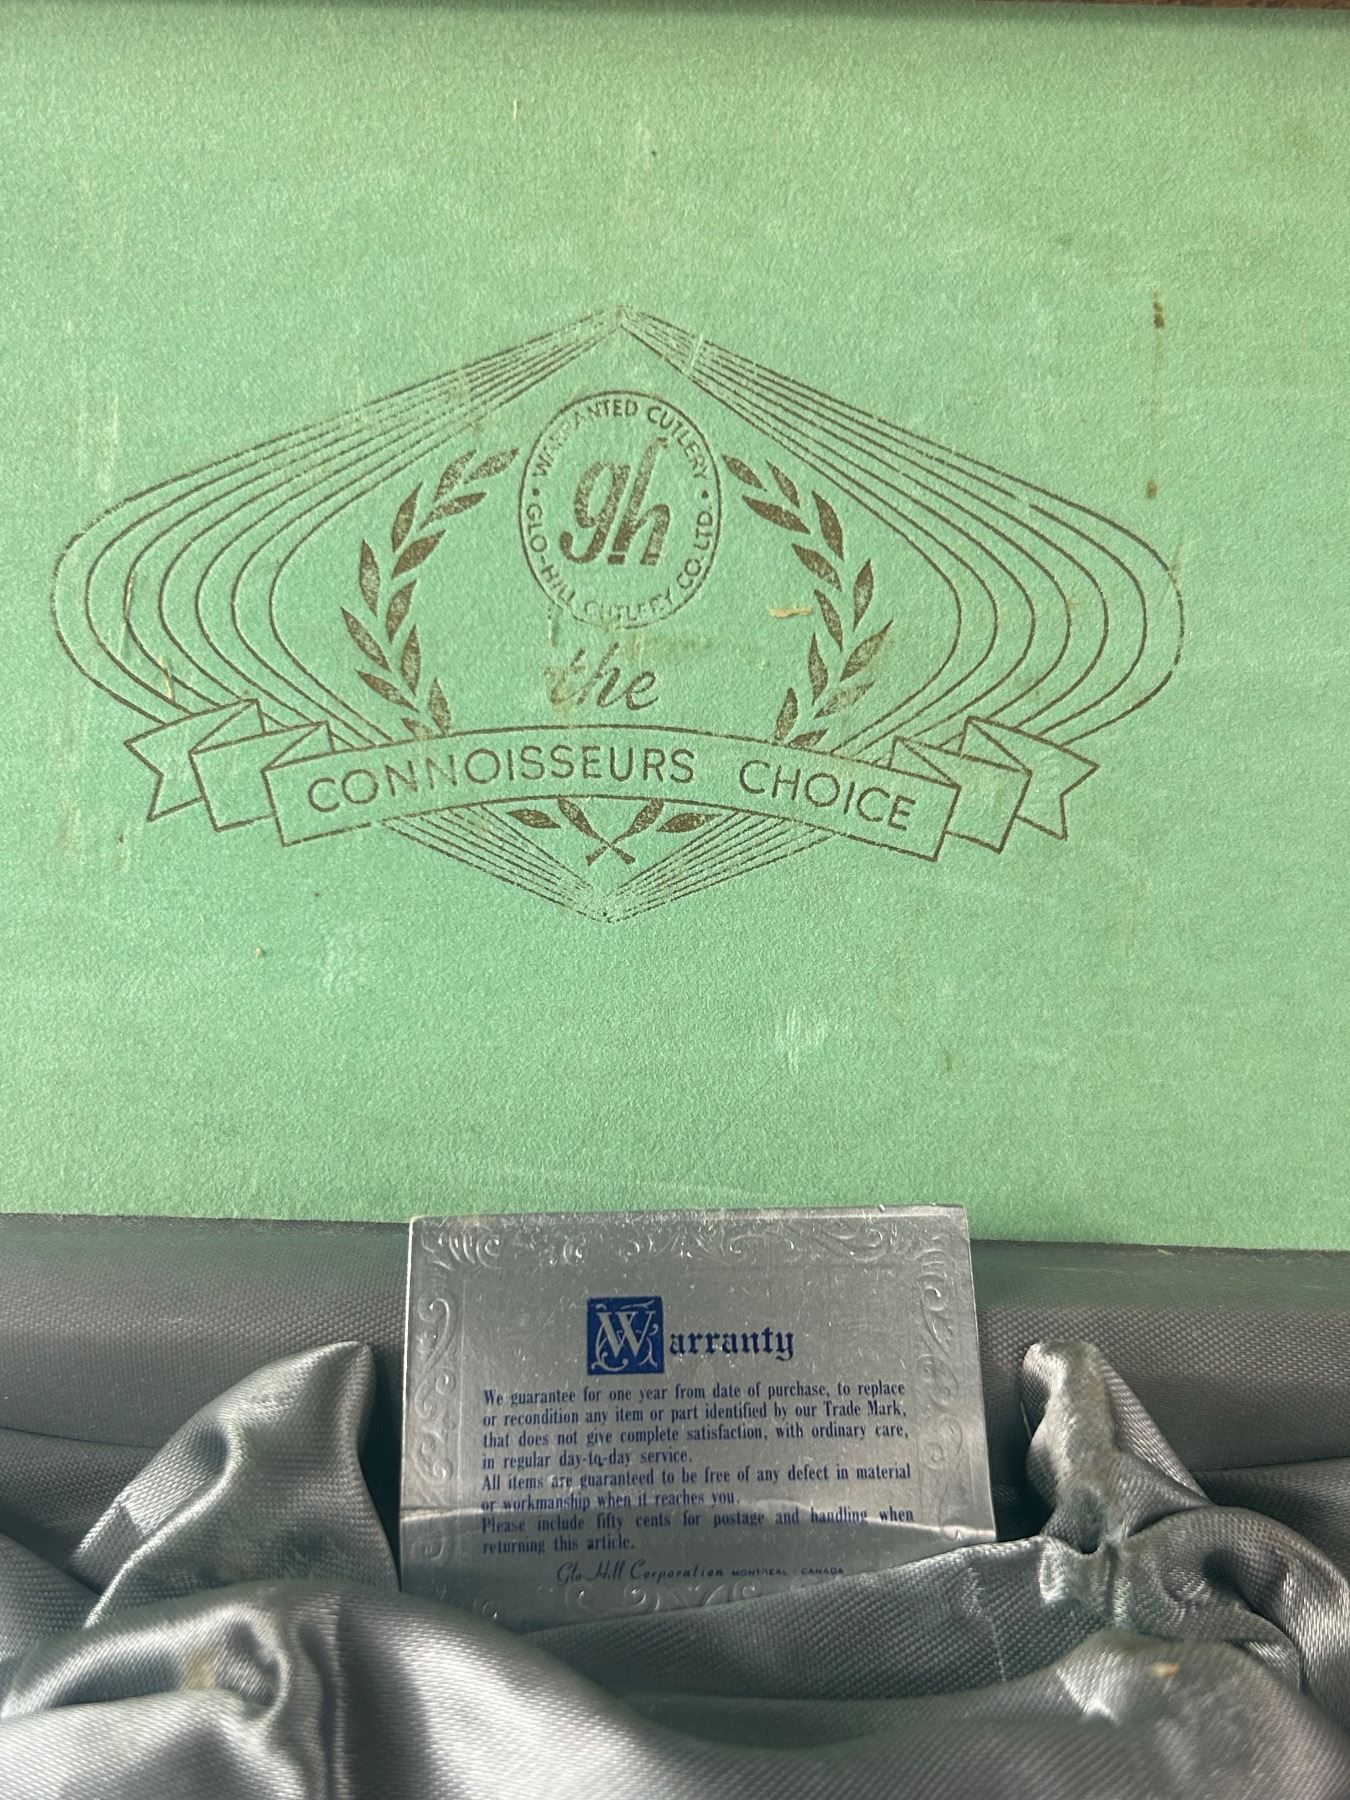 WARRANTED CUTLERY
gh
• GLO-HILL CUTLERY CO. LTD. •
the
CONNOISSEURS CHOICE
Warranty
We guarantee for one year from date of purchase, to replace
or recondition any item or part identified by our Trade Mark,
that does not give complete satisfaction, with ordinary care,
in regular day-to-day service.
All items are guaranteed to be free of any defect in material
or workmanship when it reaches you.
Please include fifty cents for postage and handling when
returning this article.
Glo-Hill Corporation MONTREAL · CANADA